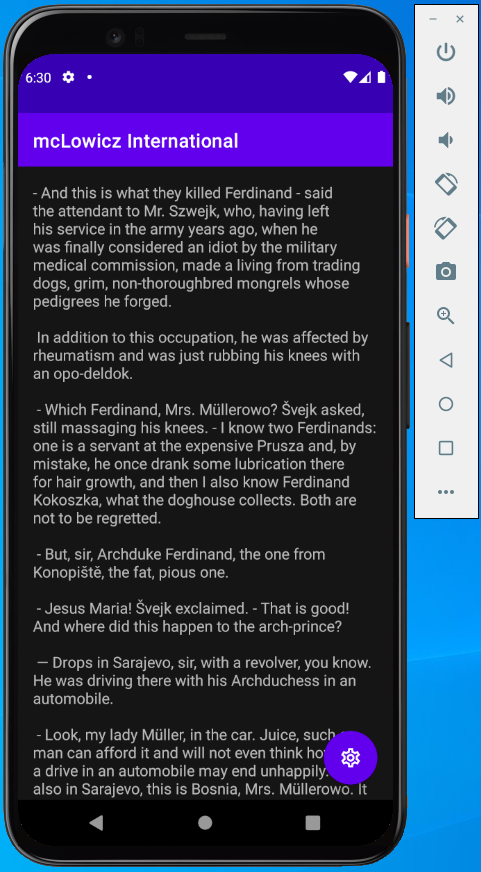 6:30
mcLowicz International
- And this is what they killed Ferdinand - said
the attendant to Mr. Szwejk, who, having left
his service in the army years ago, when he
was finally considered an idiot by the military
medical commission, made a living from trading
dogs, grim, non-thoroughbred mongrels whose
pedigrees he forged.
In addition to this occupation, he was affected by
rheumatism and was just rubbing his knees with
an opo-deldok.
- Which Ferdinand, Mrs. Müllerowo? Švejk asked,
still massaging his knees. - I know two Ferdinands:
one is a servant at the expensive Prusza and, by
mistake, he once drank some lubrication there
for hair growth, and then I also know Ferdinand
Kokoszka, what the doghouse collects. Both are
not to be regretted.
- But, sir, Archduke Ferdinand, the one from
Konopiště, the fat, pious one.
- Jesus Maria! Švejk exclaimed. - That is good!
And where did this happen to the arch-prince?
— Drops in Sarajevo, sir, with a revolver, you know.
He was driving there with his Archduchess in an
automobile.
- Look, my lady Müller, in the car. Juice, such
man can afford it and will not even think
a drive in an automobile may end unhappily.
also in Sarajevo, this is Bosnia, Mrs. Müllerowo. It